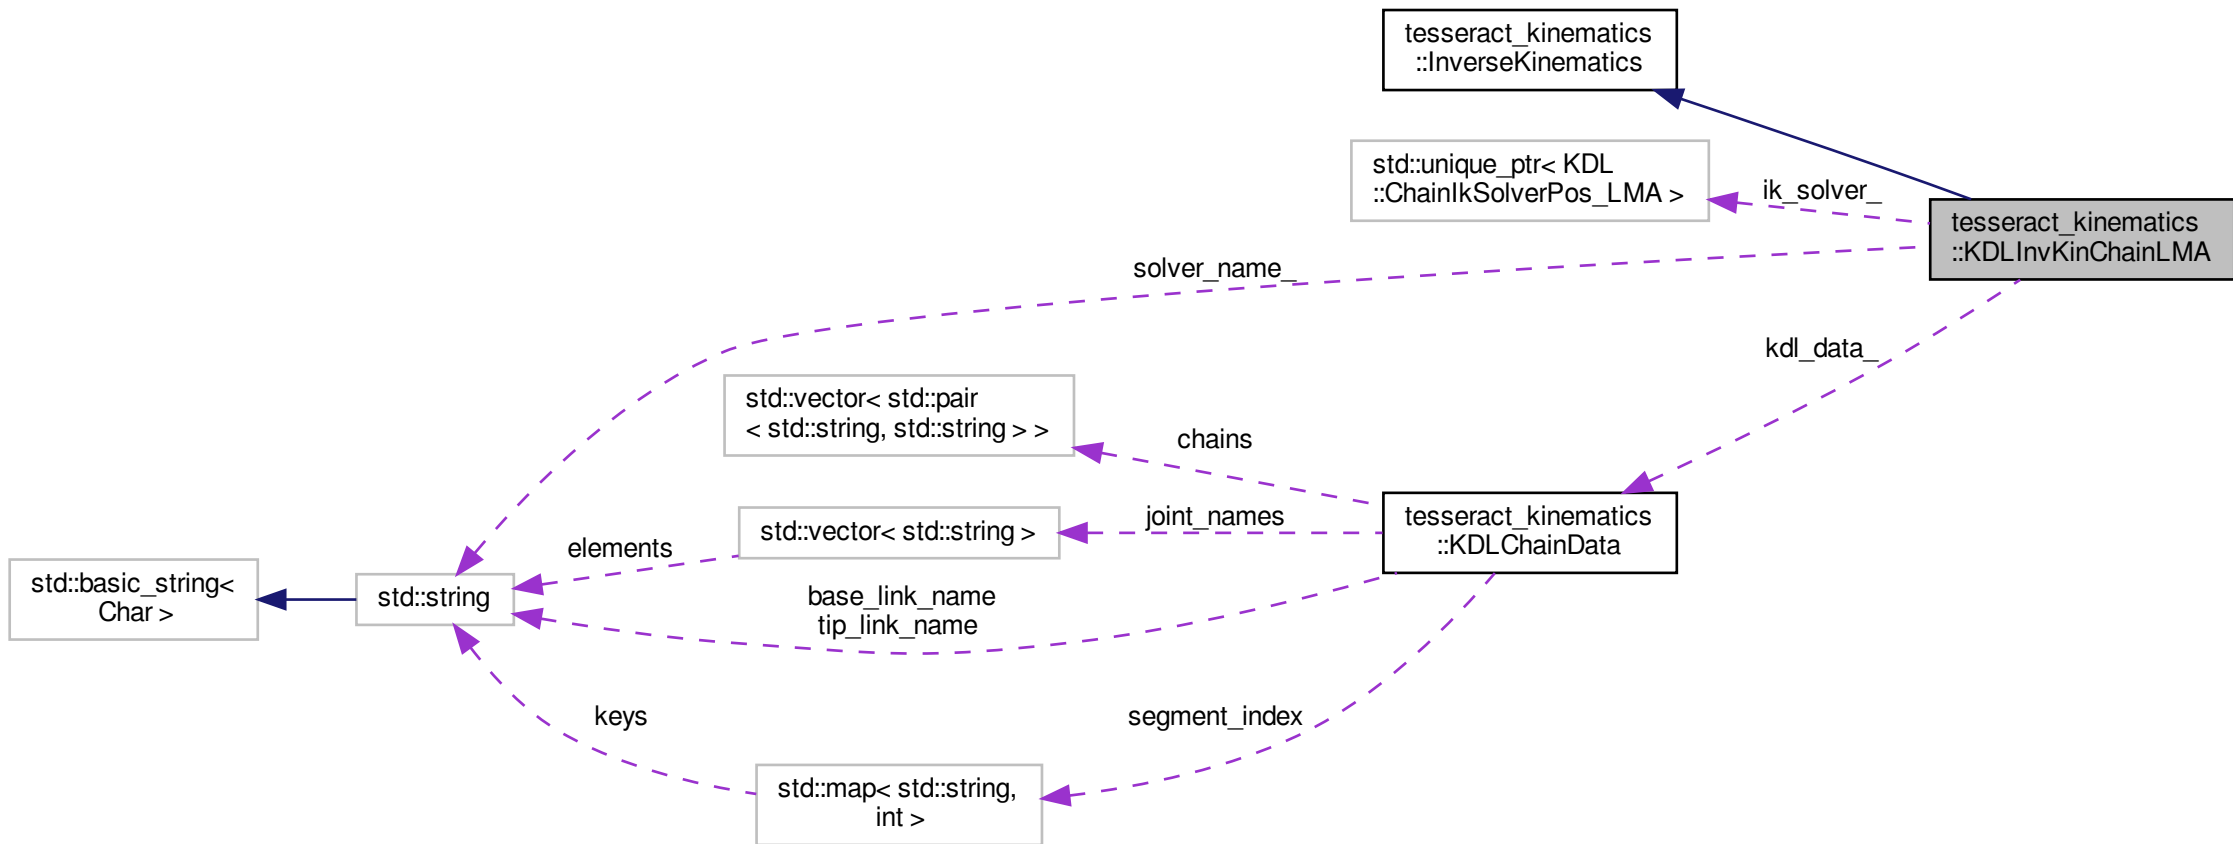 tesseract_kinematics
::InverseKinematics
std::unique_ptr< KDL
::ChainIkSolverPos_LMA >
ik_solver_
tesseract_kinematics
::KDLInvKinChainLMA
solver_name_
kdl_data_
std::vector< std::pair
< std::string, std::string > >
chains
std::vector< std::string >
joint_names
tesseract_kinematics
::KDLChainData
elements
std::basic_string<
Char >
std::string
base_link_name
tip_link_name
keys
segment_index
std::map< std::string,
int >